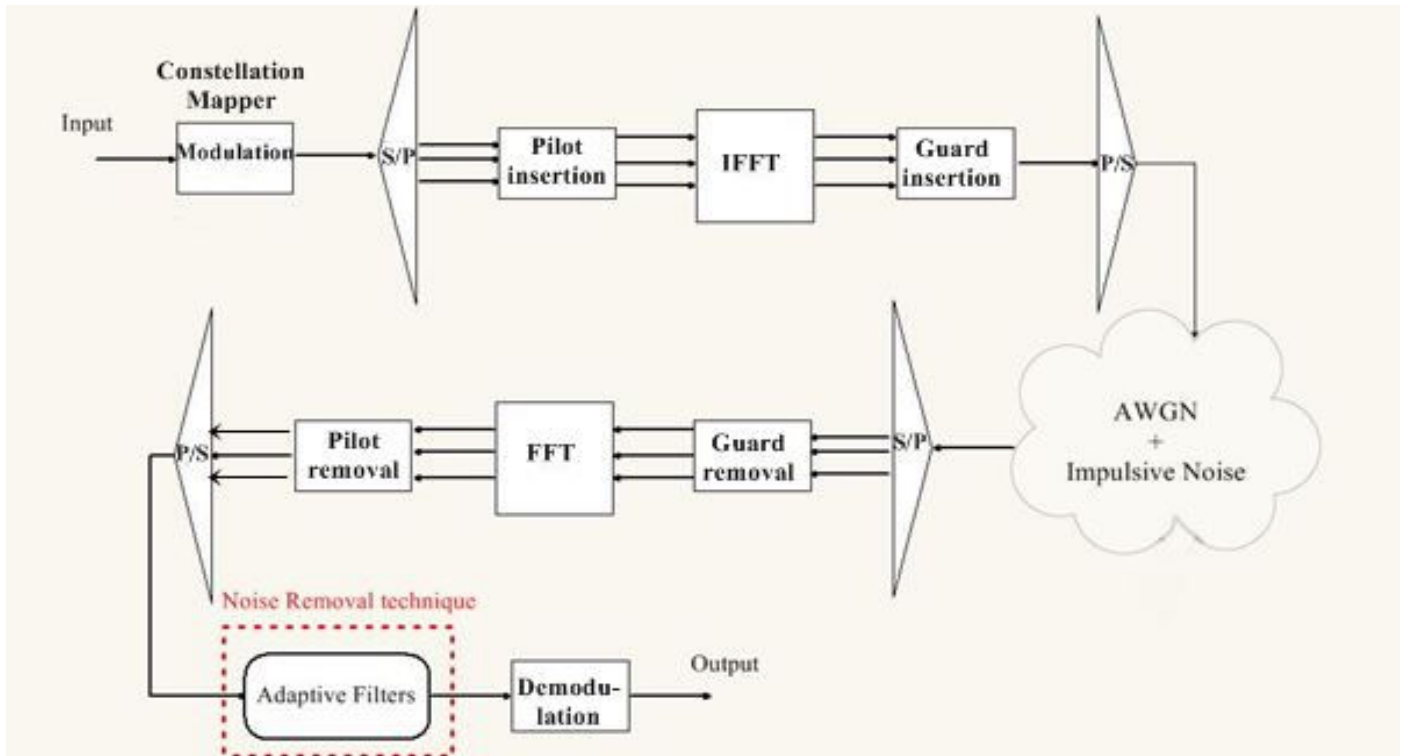 Constellation
Mapper
Input
Modulation
S/P
Pilot
insertion
IFFT
Guard
insertion
P/S
AWGN
+
Impulsive Noise
S/P
Guard
removal
FFT
Pilot
removal
P/S
Noise Removal technique
Adaptive Filters
Demodu-
lation
Output